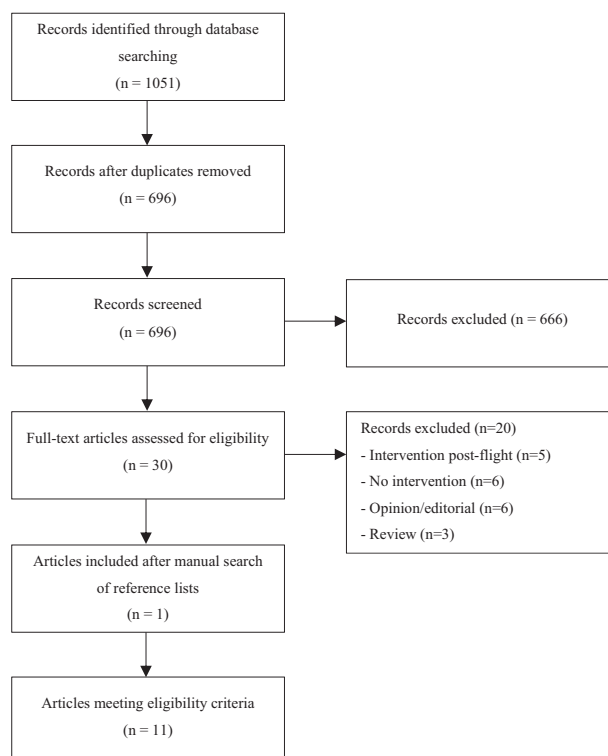 Records identified through database
searching
(n = 1051)
Records after duplicates removed
(n = 696)
Records screened
(n = 696)
Records excluded (n = 666)
Full-text articles assessed for eligibility
(n = 30)
Records excluded (n=20)
- Intervention post-flight (n=5)
- No intervention (n=6)
- Opinion/editorial (n=6)
- Review (n=3)
Articles included after manual search
of reference lists
(n = 1)
Articles meeting eligibility criteria
(n = 11)